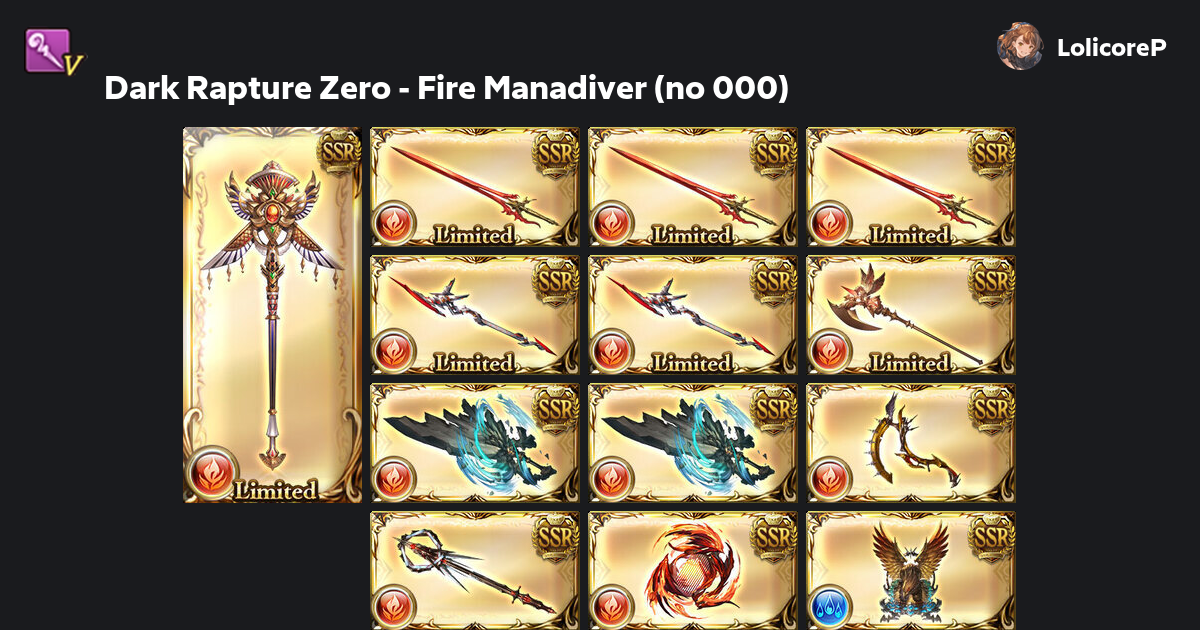 V
LolicoreP
Dark Rapture Zero - Fire Manadiver (no 000)
SSR
SSR
SSR
SSR
Limited
Limited
Limited
SSR
SSR
SSR
Limited
Limited
Limited
SSR
SSR
SSR
Limited
SSR
SSR
SSR